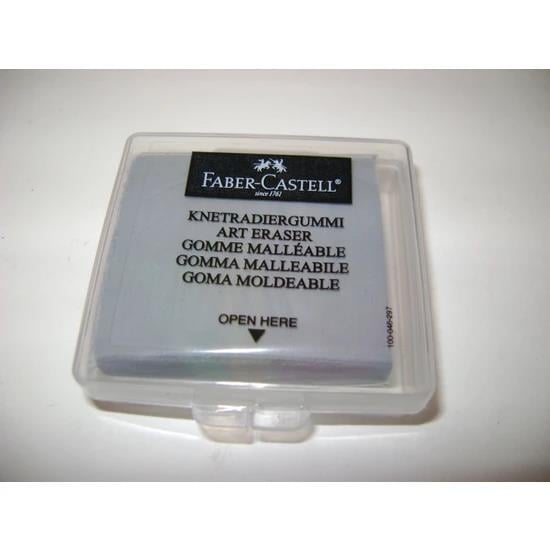 FABER-CASTELL®
since 1761
KNETRADIERGUMMI
ART ERASER
GOMME MALLÉABLE
GOMMA MALLEABILE
GOMA MOLDEABLE
OPEN HERE
100-046-297